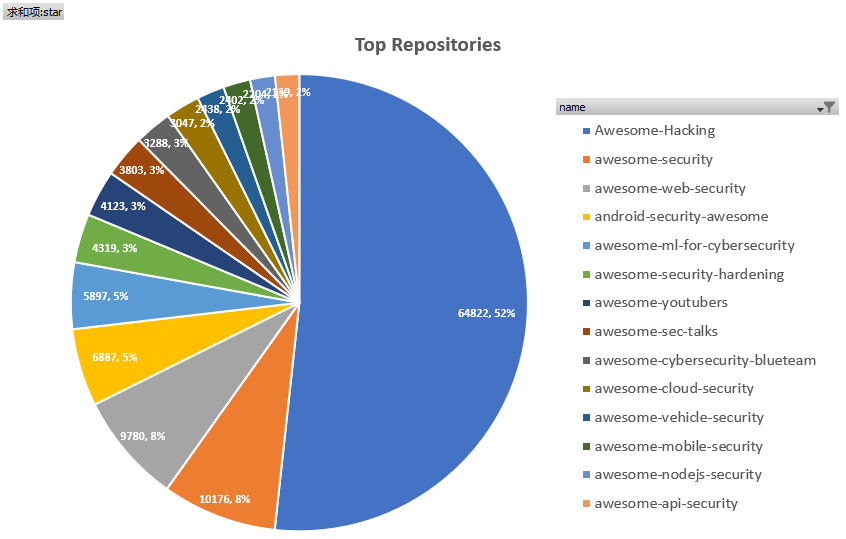 求和项:star
Top Repositories
name
Awesome-Hacking
awesome-security
awesome-web-security
android-security-awesome
awesome-ml-for-cybersecurity
awesome-security-hardening
awesome-youtubers
awesome-sec-talks
awesome-cybersecurity-blueteam
awesome-cloud-security
awesome-vehicle-security
awesome-mobile-security
awesome-nodejs-security
awesome-api-security
64822, 52%
10176, 8%
9780, 8%
6887, 5%
5897, 5%
4319, 3%
4123, 3%
3803, 3%
3288, 3%
3047, 2%
2438, 2%
2402, 2%
2204,
2%